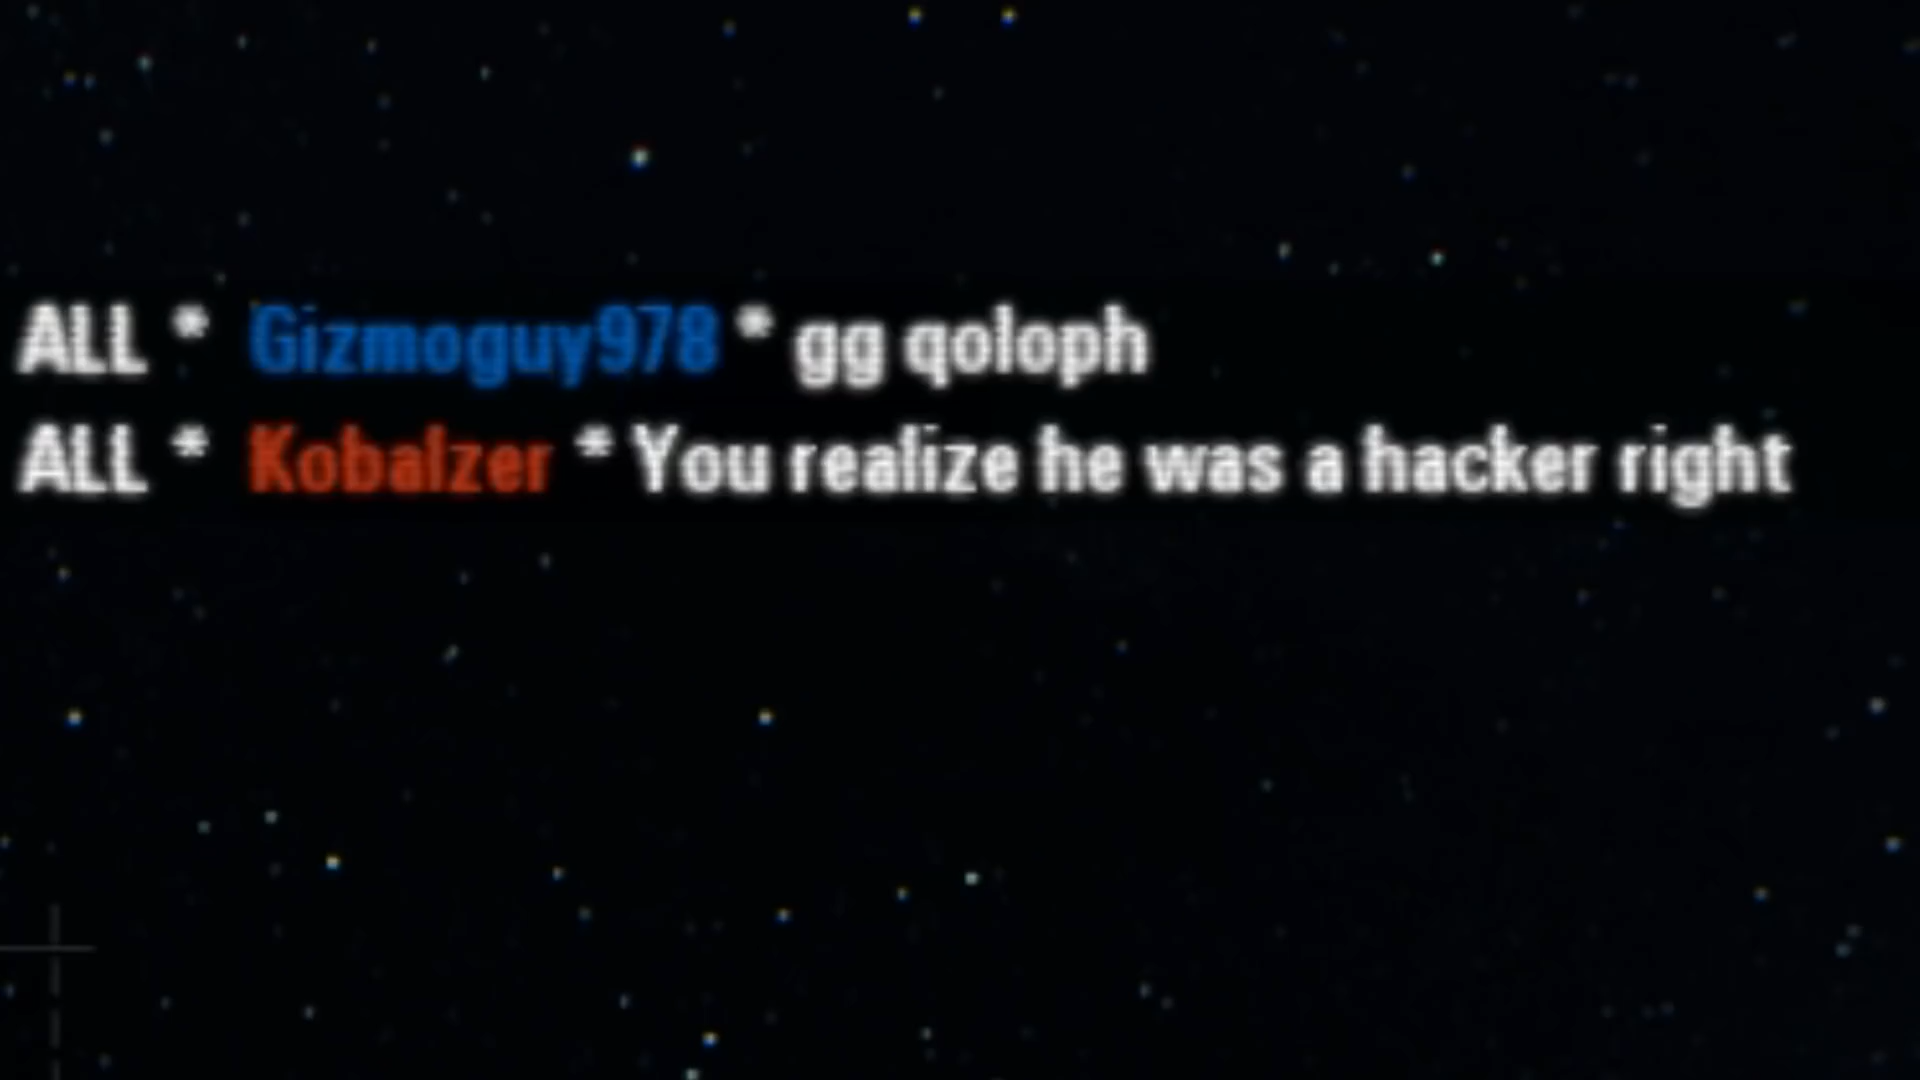 ALL * Gizmoguy978 * gg qoloph
ALL * Kobalzer * You realize he was a hacker right